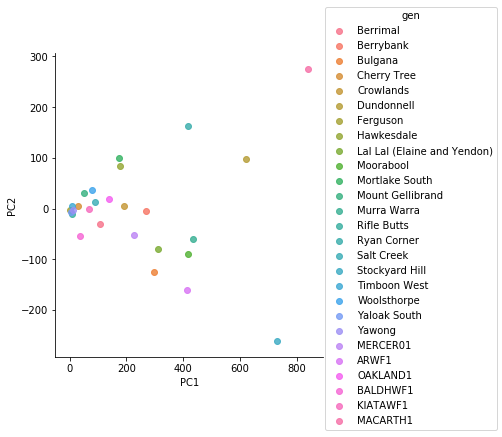 gen
Berrimal
Berrybank
Bulgana
Cherry Tree
Crowlands
Dundonnell
Ferguson
Hawkesdale
Lal Lal (Elaine and Yendon)
Moorabool
Mortlake South
Mount Gellibrand
Murra Warra
Rifle Butts
Ryan Corner
Salt Creek
Stockyard Hill
Timboon West
Woolsthorpe
Yaloak South
Yawong
MERCER01
ARWF1
OAKLAND1
BALDHWF1
KIATAWF1
MACARTH1
300
200
100
0
−100
−200
PC2
0
200
400
600
800
PC1